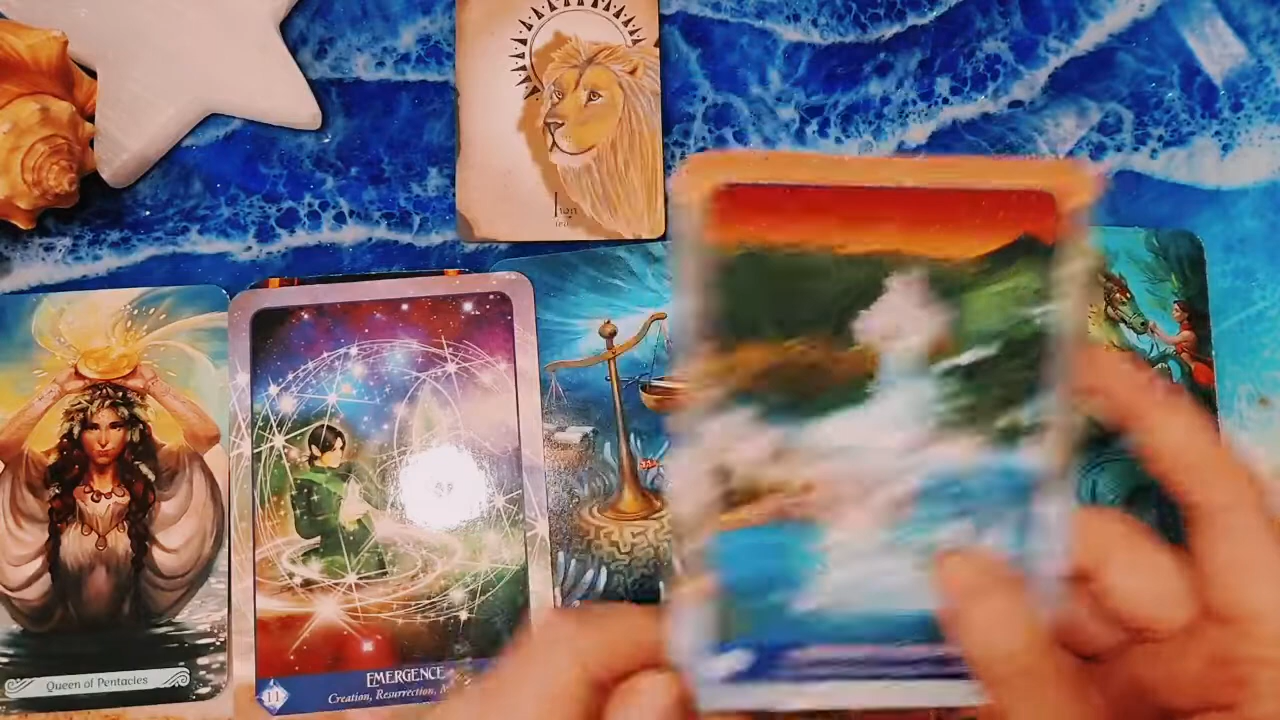 Lion
Queen of Pentacles
11
EMERGENCE
Creation, Resurrection,